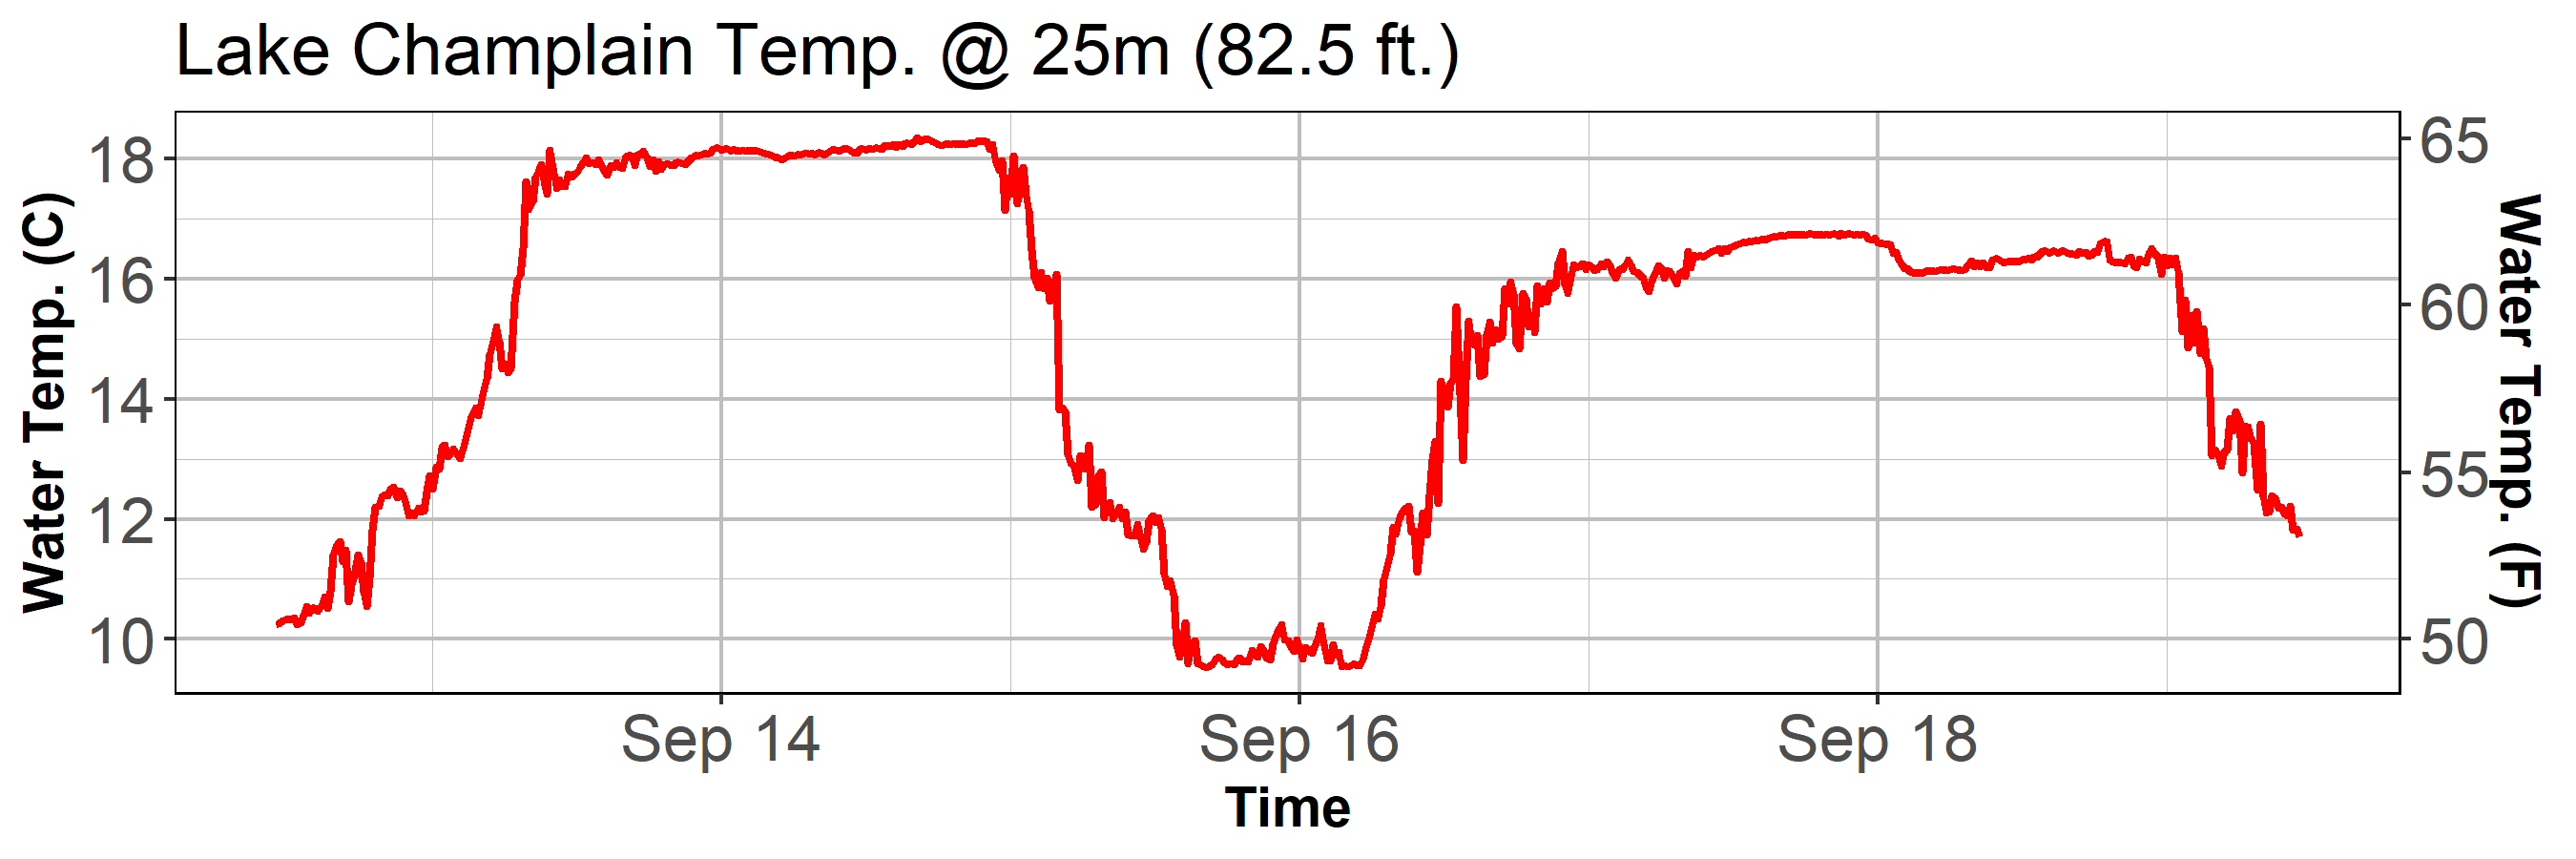 Lake Champlain Temp. @ 25m (82.5 ft.)
Water Temp. (C)
18
16
14
12
10
65
60
55
50
Water Temp. (F)
Sep 14
Sep 16
Sep 18
Time